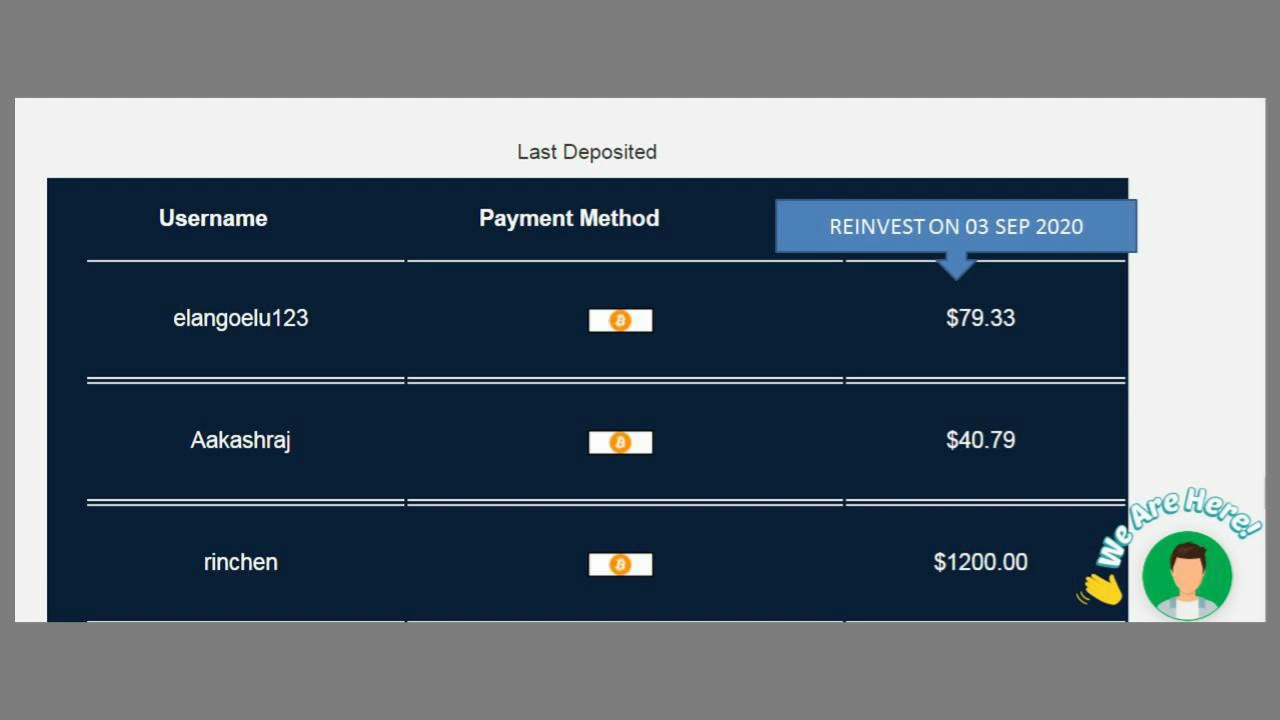 Last Deposited
Username Payment Method
REINVEST ON 03 SEP 2020
elangoelu123 $79.33
Aakashraj $40.79
rinchen $1200.00
We Are Here!